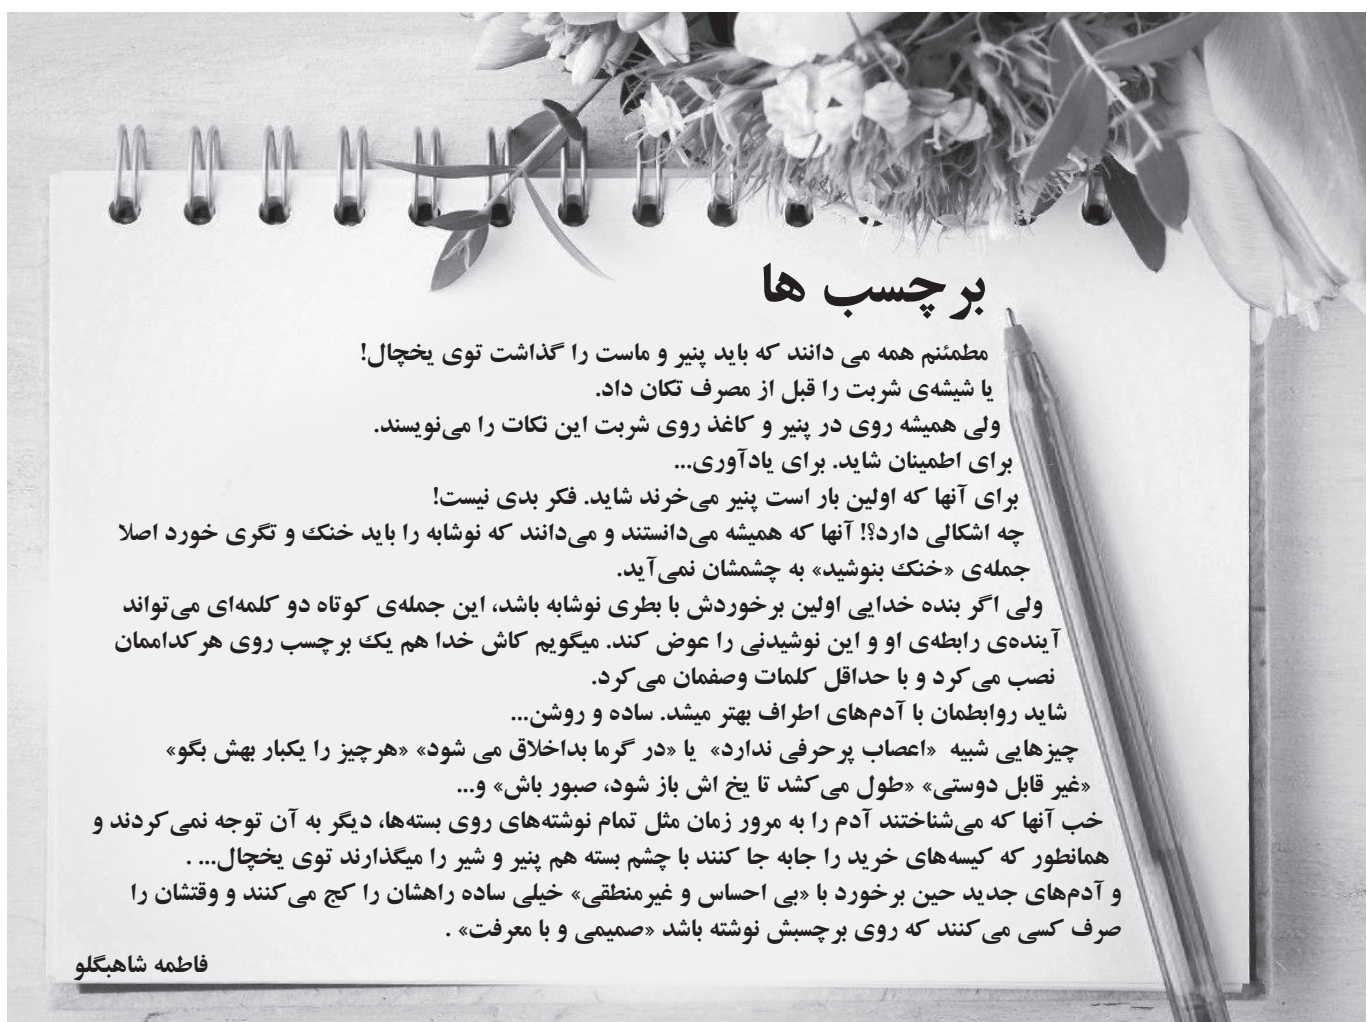 برچسب ها
مطمئنم همه می دانند که باید پنیر و ماست را گذاشت توی یخچال!
یا شیشه‌ی شربت را قبل از مصرف تکان داد.
ولی همیشه روی در پنیر و کاغذ روی شربت این نکات را می‌نویسند.
برای اطمینان شاید. برای یادآوری...
برای آنها که اولین بار است پنیر می‌خرند شاید. فکر بدی نیست!
چه اشکالی دارد؟! آنها که همیشه می‌دانستند و می‌دانند که نوشابه را باید خنک و تگری خورد اصلا
جمله‌ی «خنک بنوشید» به چشمشان نمی‌آید.
ولی اگر بنده خدایی اولین برخوردش با بطری نوشابه باشد، این جمله‌ی کوتاه دو کلمه‌ای می‌تواند
آینده‌ی رابطه‌ی او و این نوشیدنی را عوض کند. میگویم کاش خدا هم یک برچسب روی هرکداممان
نصب می‌کرد و با حداقل کلمات وصفمان می‌کرد.
شاید روابطمان با آدم‌های اطراف بهتر میشد. ساده و روشن...
چیزهایی شبیه «اعصاب پرحرفی ندارد» یا «در گرما بداخلاق می شود» «هرچیز را یکبار بهش بگو»
«غیر قابل دوستی» «طول می‌کشد تا یخ اش باز شود، صبور باش» و...
خب آنها که می‌شناختند آدم را به مرور زمان مثل تمام نوشته‌های روی بسته‌ها، دیگر به آن توجه نمی‌کردند و
همانطور که کیسه‌های خرید را جابه جا کنند با چشم بسته هم پنیر و شیر را میگذارند توی یخچال... .
و آدم‌های جدید حین برخورد با «بی احساس و غیرمنطقی» خیلی ساده راهشان را کج می‌کنند و وقتشان را
صرف کسی می‌کنند که روی برچسبش نوشته باشد «صمیمی و با معرفت» .
فاطمه شاهبگلو